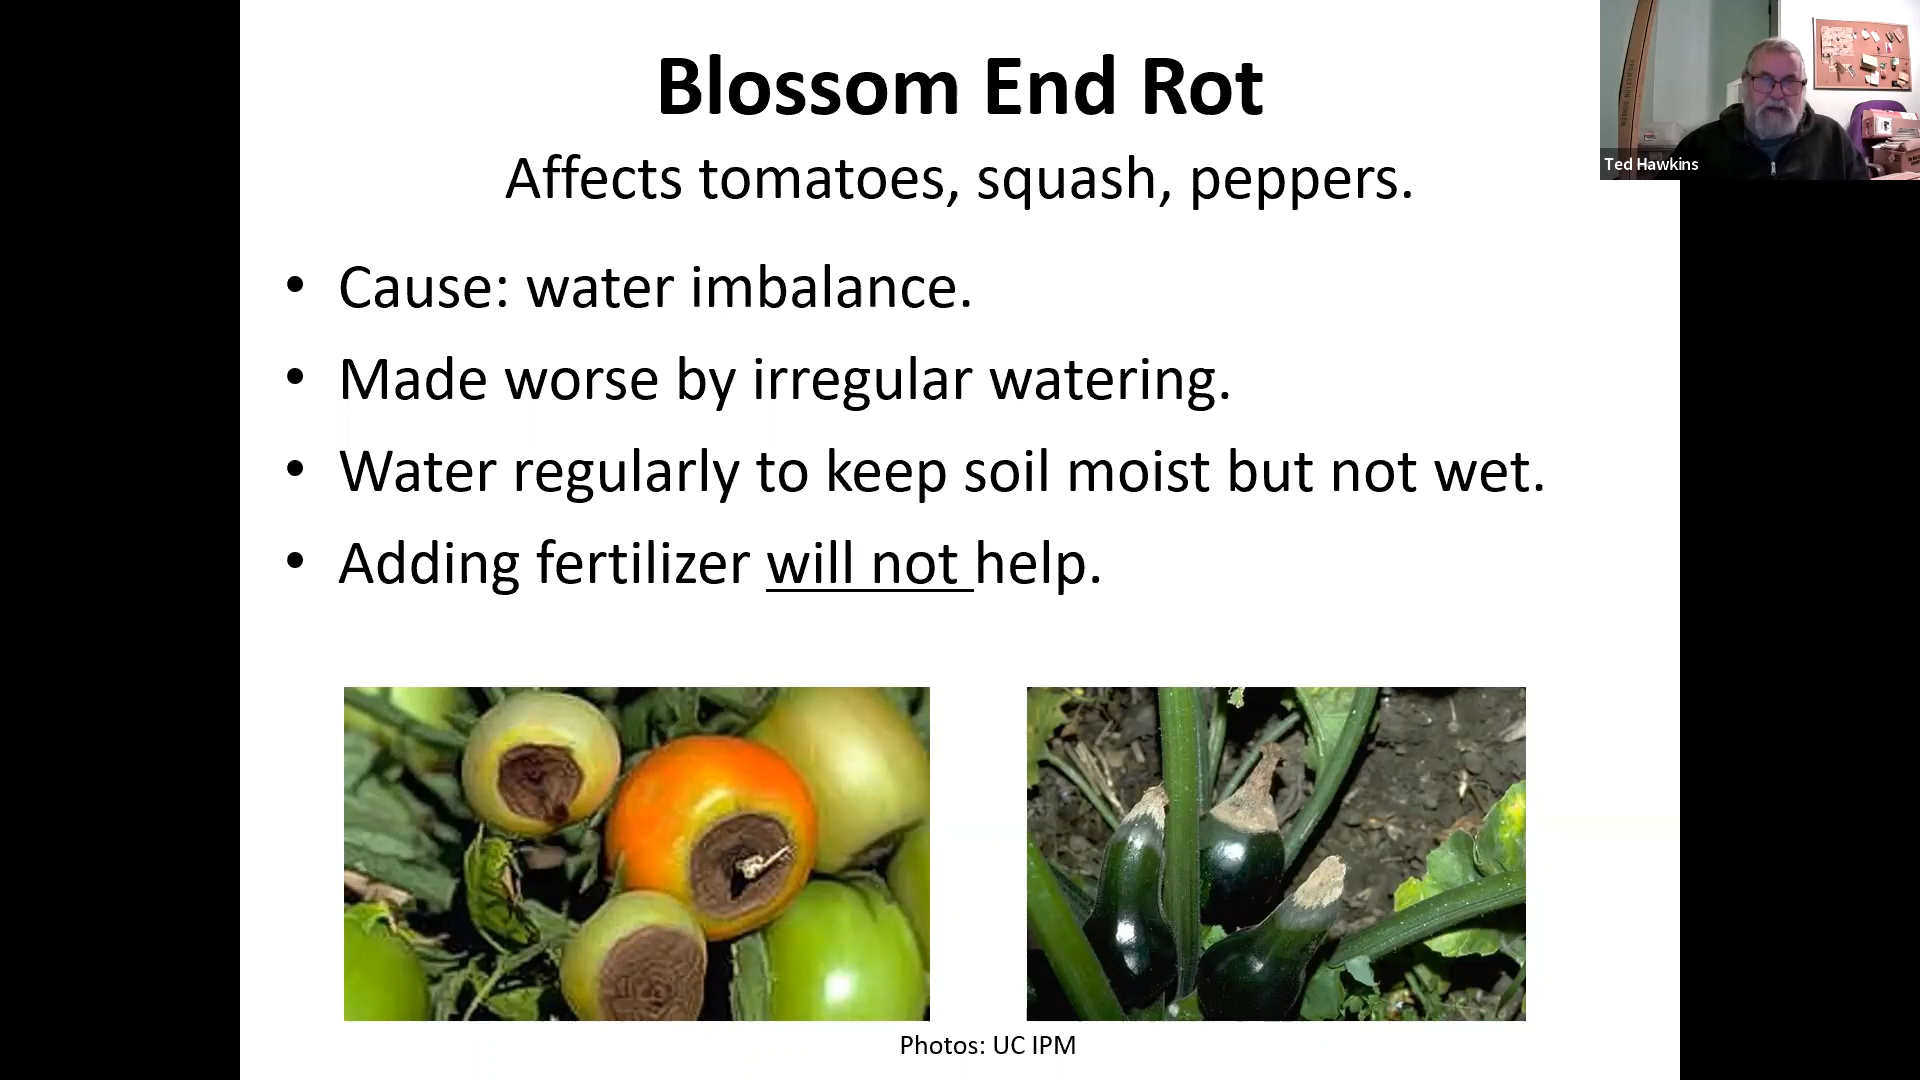 Blossom End Rot
Affects tomatoes, squash, peppers.
• Cause: water imbalance.
• Made worse by irregular watering.
• Water regularly to keep soil moist but not wet.
• Adding fertilizer will not help.
Photos: UC IPM
Ted Hawkins